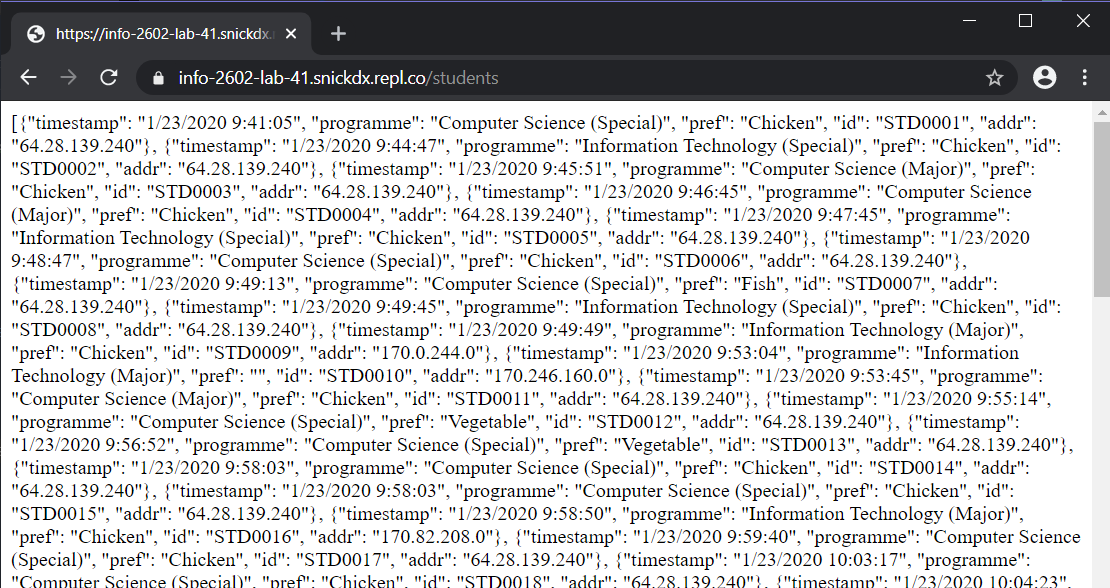 https://info-2602-lab-41.snickdx.
info-2602-lab-41.snickdx.repl.co/students
[{"timestamp": "1/23/2020 9:41:05", "programme": "Computer Science (Special)", "pref": "Chicken", "id": "STD0001", "addr":
"64.28.139.240"}, {"timestamp": "1/23/2020 9:44:47", "programme": "Information Technology (Special)", "pref": "Chicken", "id":
"STD0002", "addr": "64.28.139.240"}, {"timestamp": "1/23/2020 9:45:51", "programme": "Computer Science (Major)", "pref":
"Chicken", "id": "STD0003", "addr": "64.28.139.240"}, {"timestamp": "1/23/2020 9:46:45", "programme": "Computer Science
(Major)", "pref": "Chicken", "id": "STD0004", "addr": "64.28.139.240"}, {"timestamp": "1/23/2020 9:47:45", "programme":
"Information Technology (Special)", "pref": "Chicken", "id": "STD0005", "addr": "64.28.139.240"}, {"timestamp": "1/23/2020
9:48:47", "programme": "Computer Science (Special)", "pref": "Chicken", "id": "STD0006", "addr": "64.28.139.240"},
{"timestamp": "1/23/2020 9:49:13", "programme": "Computer Science (Special)", "pref": "Fish", "id": "STD0007", "addr":
"64.28.139.240"}, {"timestamp": "1/23/2020 9:49:45", "programme": "Information Technology (Special)", "pref": "Chicken", "id":
"STD0008", "addr": "64.28.139.240"}, {"timestamp": "1/23/2020 9:49:49", "programme": "Information Technology (Major)",
"pref": "Chicken", "id": "STD0009", "addr": "170.0.244.0"}, {"timestamp": "1/23/2020 9:53:04", "programme": "Information
Technology (Major)", "pref": "", "id": "STD0010", "addr": "170.246.160.0"}, {"timestamp": "1/23/2020 9:53:45", "programme":
"Computer Science (Major)", "pref": "Chicken", "id": "STD0011", "addr": "64.28.139.240"}, {"timestamp": "1/23/2020 9:55:14",
"programme": "Computer Science (Special)", "pref": "Vegetable", "id": "STD0012", "addr": "64.28.139.240"}, {"timestamp":
"1/23/2020 9:56:52", "programme": "Computer Science (Special)", "pref": "Vegetable", "id": "STD0013", "addr": "64.28.139.240"},
{"timestamp": "1/23/2020 9:58:03", "programme": "Computer Science (Special)", "pref": "Chicken", "id": "STD0014", "addr":
"64.28.139.240"}, {"timestamp": "1/23/2020 9:58:03", "programme": "Computer Science (Special)", "pref": "Chicken", "id":
"STD0015", "addr": "64.28.139.240"}, {"timestamp": "1/23/2020 9:58:50", "programme": "Information Technology (Major)",
"pref": "Chicken", "id": "STD0016", "addr": "170.82.208.0"}, {"timestamp": "1/23/2020 9:59:40", "programme": "Computer Science
(Special)", "pref": "Chicken", "id": "STD0017", "addr": "64.28.139.240"}, {"timestamp": "1/23/2020 10:03:17", "programme":
"Computer Science (Special)", "pref": "Chicken", "id": "STD0018", "addr": "64.28.139.240"}, {"timestamp": "1/23/2020 10:04:23",